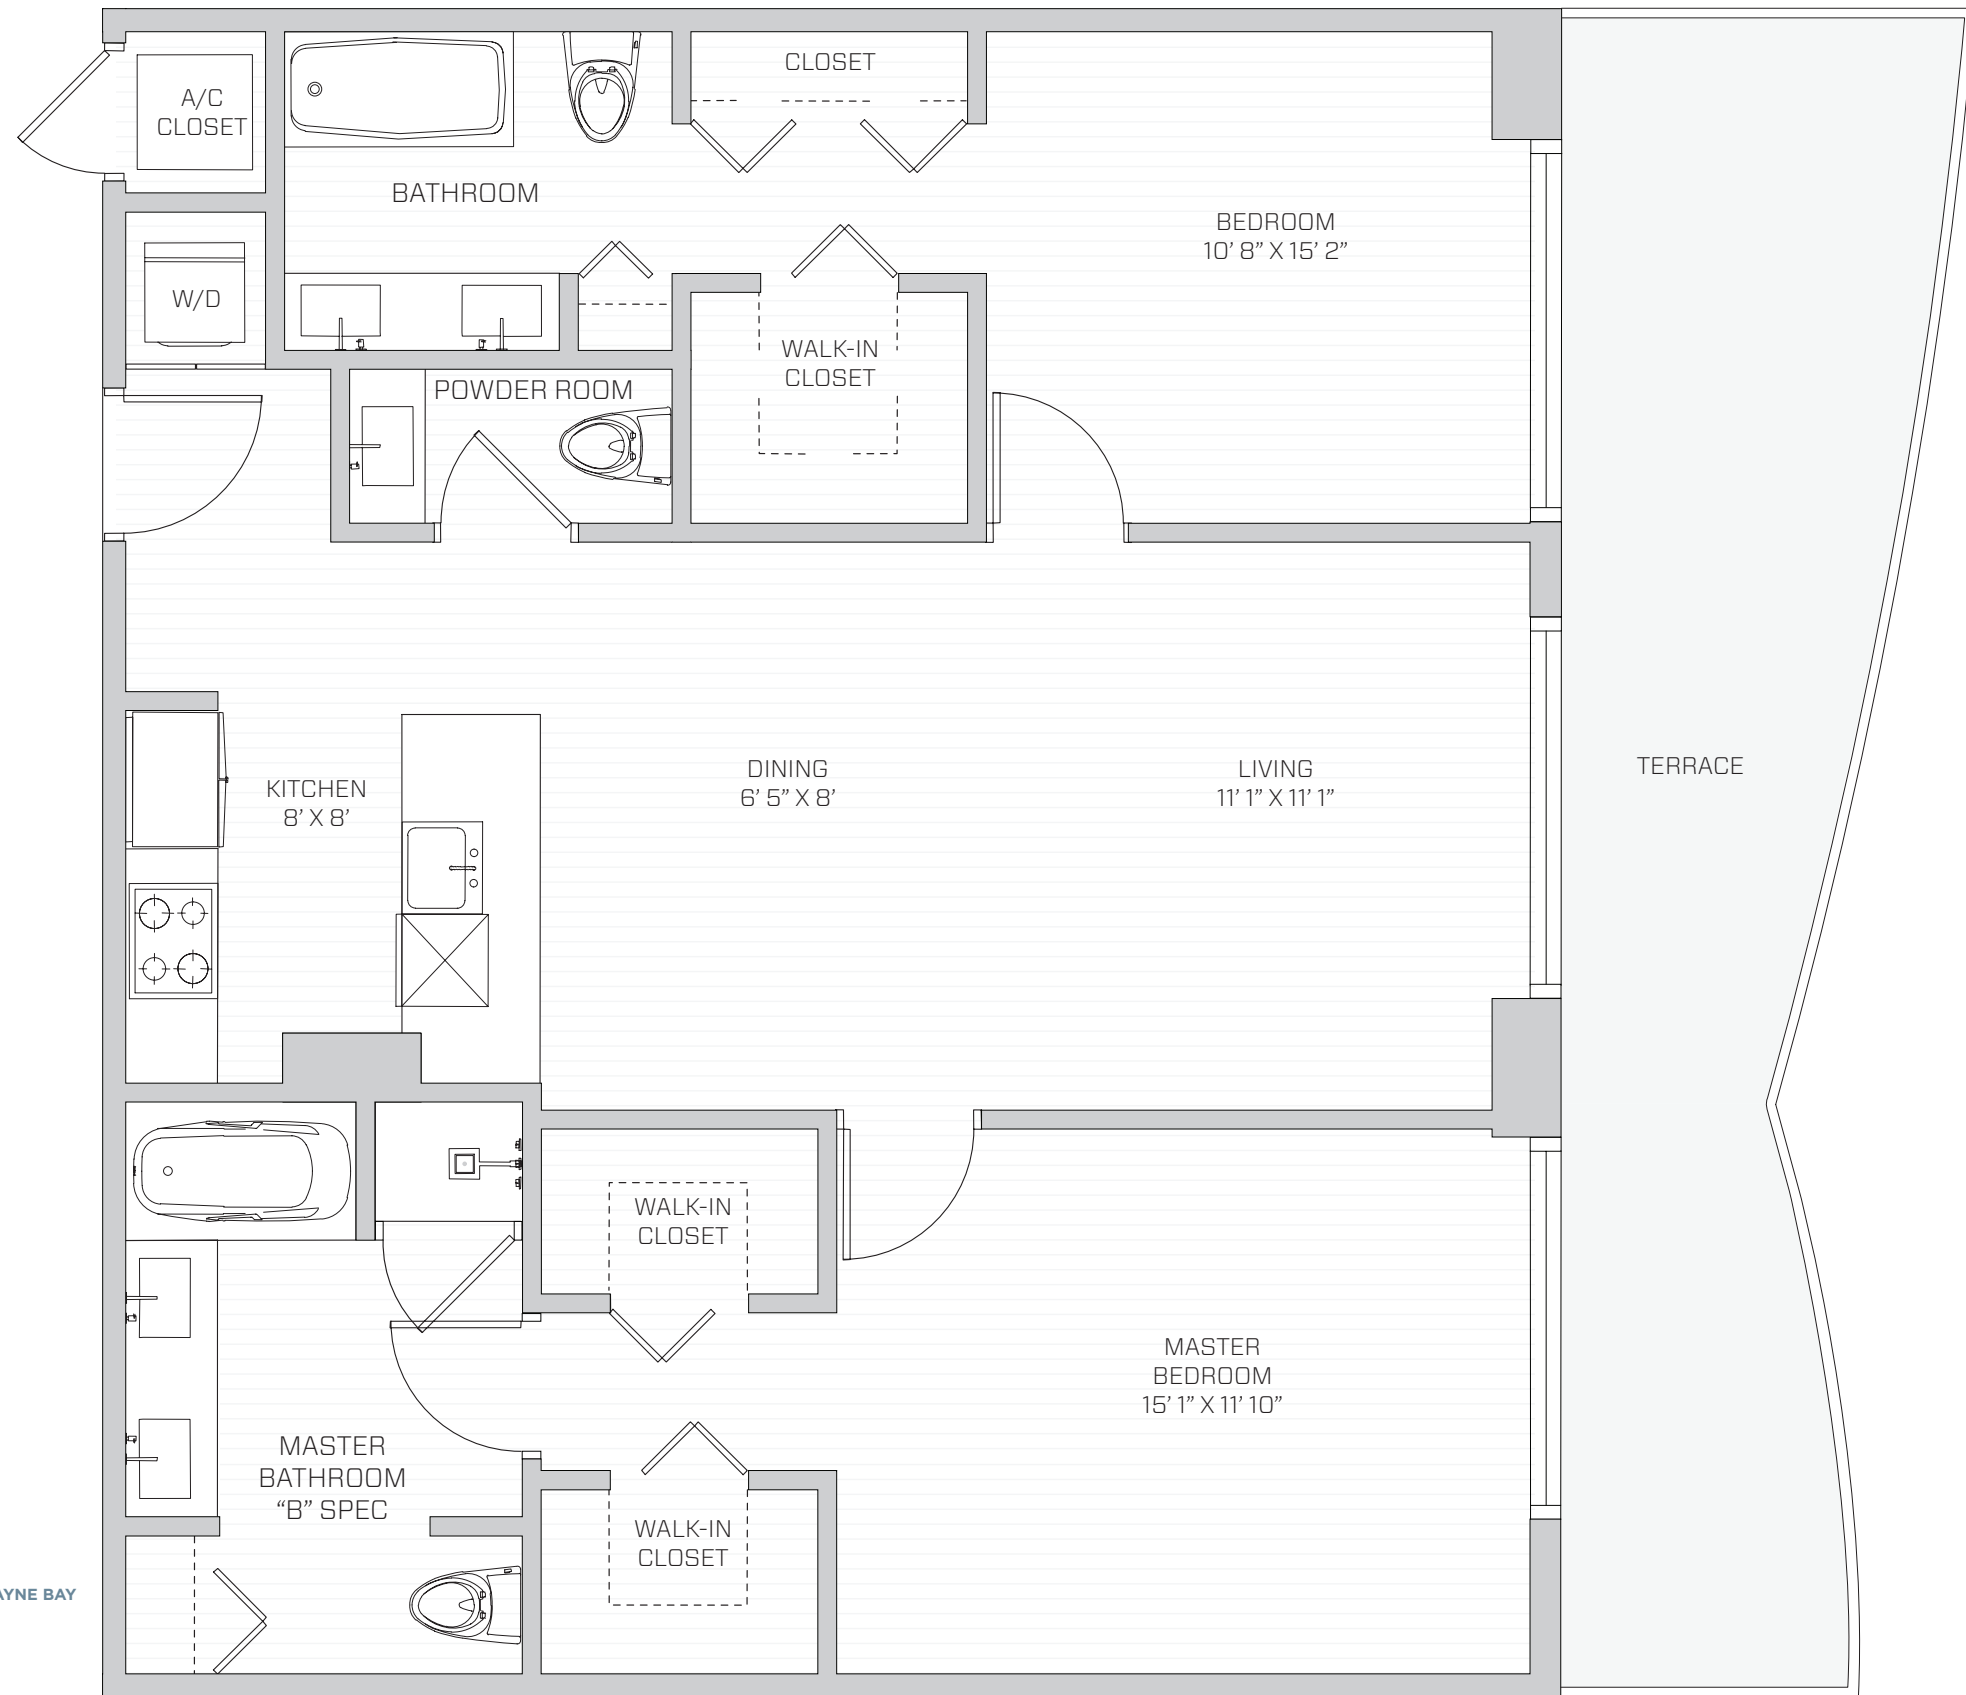 CLOSET
A/C
CLOSET
BATHROOM
BEDROOM
10’ 8” X 15’ 2”
W/D
WALK-IN
CLOSET
POWDER ROOM
KITCHEN
8’ X 8’
DINING
6’ 5” X 8’
LIVING
11’ 1” X 11’ 1”
TERRACE
WALK-IN
CLOSET
MASTER
BEDROOM
15’ 1” X 11’ 10”
MASTER
BATHROOM
“B” SPEC
WALK-IN
CLOSET
AYNE BAY